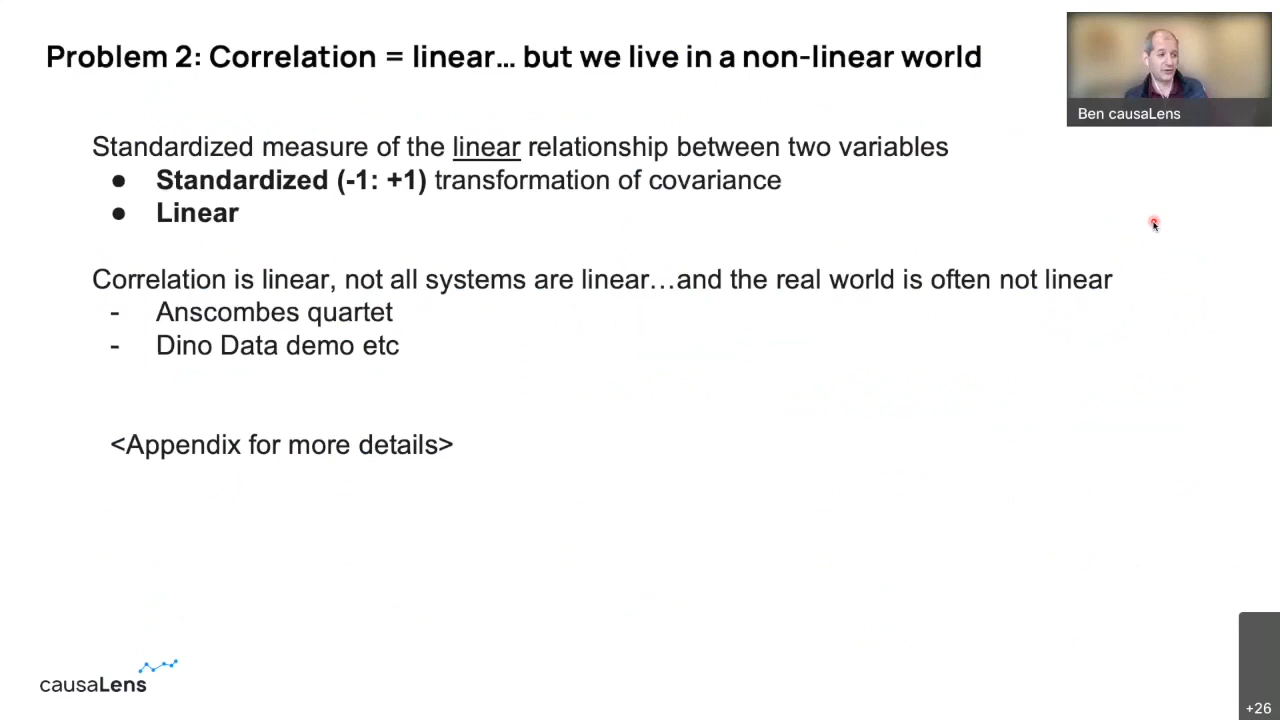 Problem 2: Correlation = linear... but we live in a non-linear world
Ben causaLens
Standardized measure of the linear relationship between two variables
● Standardized (-1: +1) transformation of covariance
● Linear
Correlation is linear, not all systems are linear…and the real world is often not linear
- Anscombes quartet
- Dino Data demo etc
<Appendix for more details>
causaLens
+26